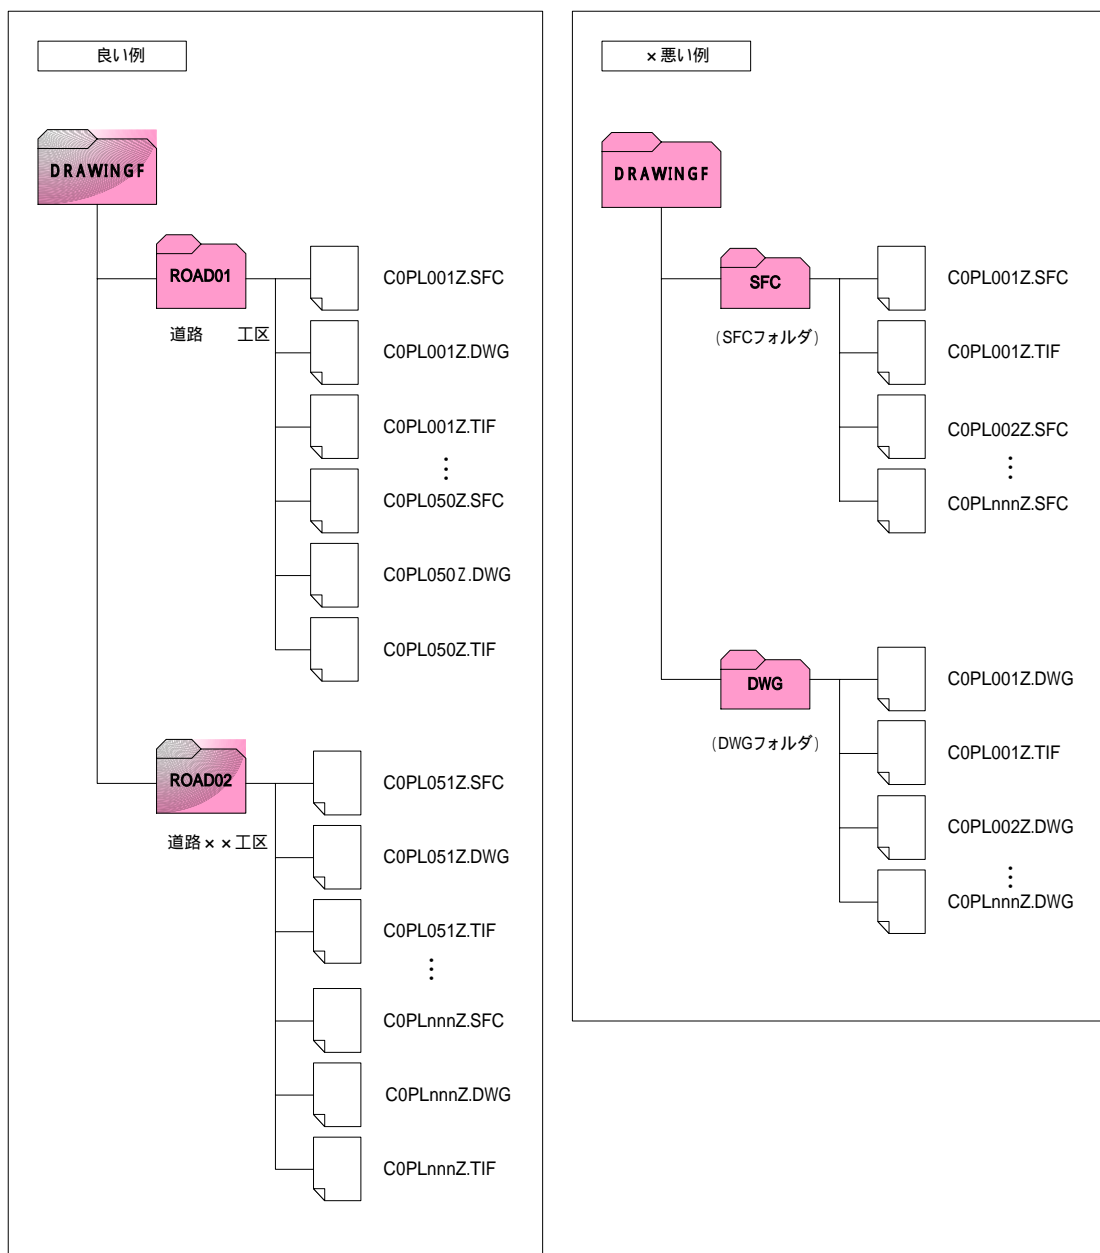 良い例
DRAWINGF
ROAD01
道路 工区
C0PL001Z.SFC
C0PL001Z.DWG
C0PL001Z.TIF
⋮
C0PL050Z.SFC
C0PL050Z.DWG
C0PL050Z.TIF
ROAD02
道路××工区
C0PL051Z.SFC
C0PL051Z.DWG
C0PL051Z.TIF
⋮
C0PLnnnZ.SFC
C0PLnnnZ.DWG
C0PLnnnZ.TIF
×悪い例
DRAWINGF
SFC
(SFCフォルダ)
C0PL001Z.SFC
C0PL001Z.TIF
C0PL002Z.SFC
⋮
C0PLnnnZ.SFC
DWG
(DWGフォルダ)
C0PL001Z.DWG
C0PL001Z.TIF
C0PL002Z.DWG
⋮
C0PLnnnZ.DWG